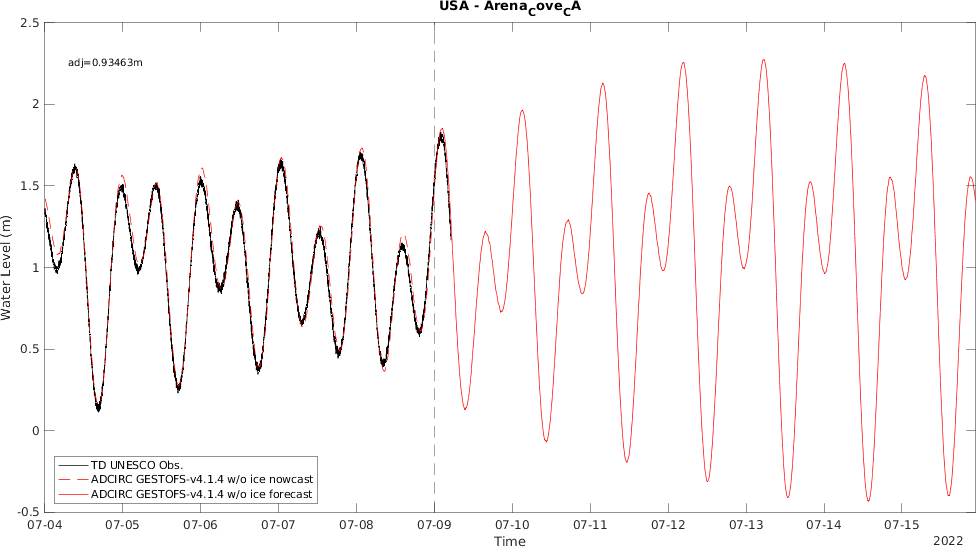 USA - Arena_Cove_CA
adj=0.93463m
2.5
2
1.5
1
0.5
0
-0.5
Water Level (m)
TD UNESCO Obs.
ADCIRC GESTOFS-v4.1.4 w/o ice nowcast
ADCIRC GESTOFS-v4.1.4 w/o ice forecast
07-04 07-05 07-06 07-07 07-08 07-09 07-10 07-11 07-12 07-13 07-14 07-15
Time
2022